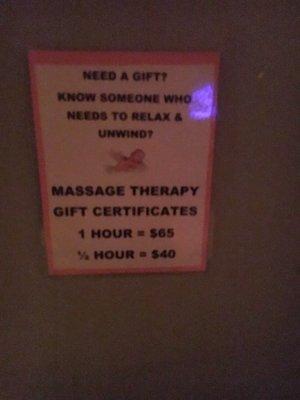 NEED A GIFT?
KNOW SOMEONE WHO
NEEDS TO RELAX &
UNWIND?
MASSAGE THERAPY
GIFT CERTIFICATES
1 HOUR = $65
½ HOUR = $40